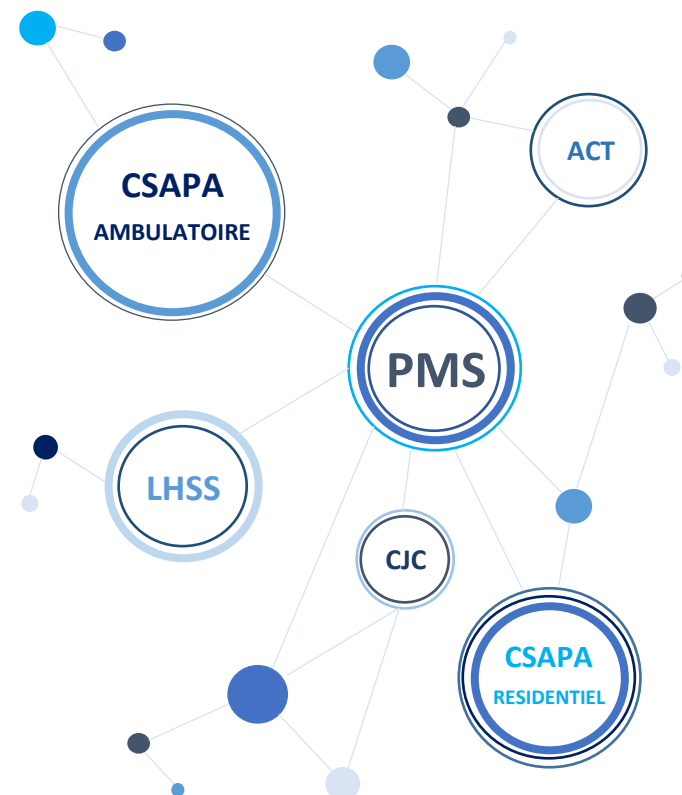 CSAPA
AMBULATOIRE
ACT
PMS
LHSS
CJC
CSAPA
RESIDENTIEL